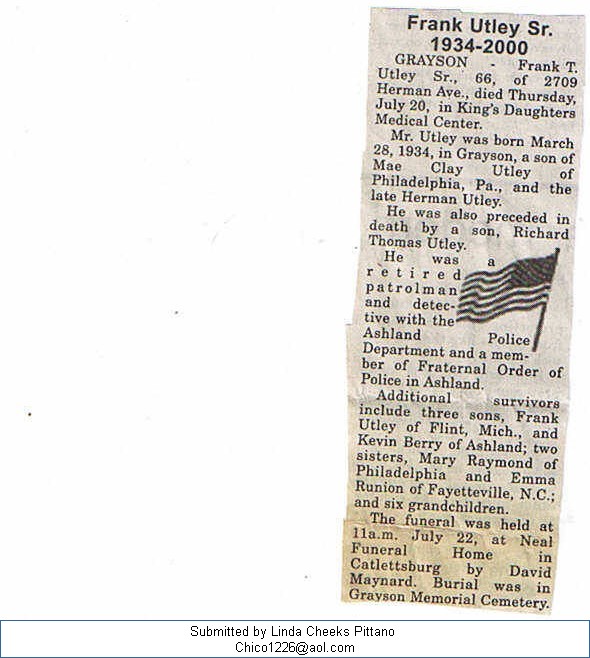 Frank Utley Sr.
1934-2000
GRAYSON - Frank T.
Utley Sr., 66, of 2709
Herman Ave., died Thursday,
July 20, in King's Daughters
Medical Center.
Mr. Utley was born March
28, 1934, in Grayson, a son of
Mae Clay Utley of
Philadelphia, Pa., and the
late Herman Utley.
He was also preceded in
death by a son, Richard
Thomas Utley.
He was a
retired
patrolman
and detec-
tive with the
Ashland Police
Department and a mem-
ber of Fraternal Order of
Police in Ashland.
Additional survivors
include three sons, Frank
Utley of Flint, Mich., and
Kevin Berry of Ashland; two
sisters, Mary Raymond of
Philadelphia and Emma
Runion of Fayetteville, N.C.;
and six grandchildren.
The funeral was held at
11a.m. July 22, at Neal
Funeral Home in
Catlettsburg by David
Maynard. Burial was in
Grayson Memorial Cemetery.
Submitted by Linda Cheeks Pittano
Chico1226@aol.com